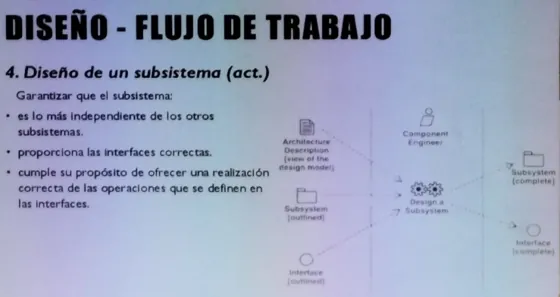 DISEÑO - FLUJO DE TRABAJO
4. Diseño de un subsistema (act.)
Garantizar que el subsistema:
• es lo más independiente de los otros
subsistemas.
• proporciona las interfaces correctas.
• cumple su propósito de ofrecer una realización
correcta de las operaciones que se definen en
las interfaces.
Architecture
Description
[view of the
design model]
Subsystem
[outlined]
Interface
[outlined]
Component
Engineer
Design a
Subsystem
Subsystem
[complete]
Interface
[complete]